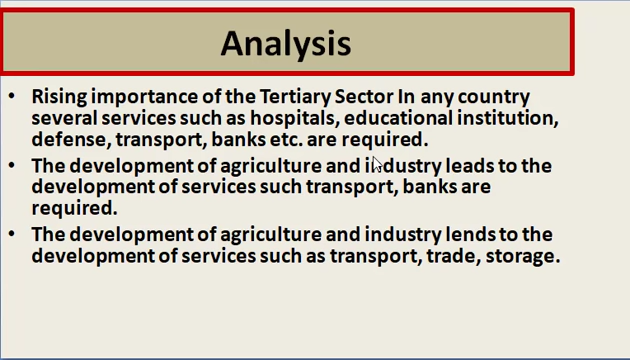 Analysis
• Rising importance of the Tertiary Sector In any country
several services such as hospitals, educational institution,
defense, transport, banks etc. are required.
• The development of agriculture and industry leads to the
development of services such transport, banks are
required.
• The development of agriculture and industry lends to the
development of services such as transport, trade, storage.